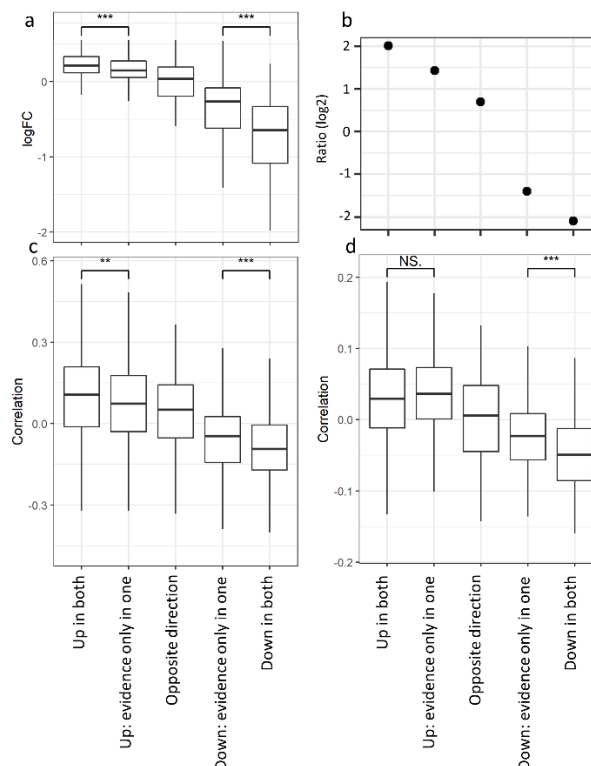 a
***
***
0
-1
-2
logFC
b
2
1
0
-1
-2
Ratio (log2)
c
**
***
0.6
0.3
0.0
-0.3
Correlation
d
NS.
***
0.2
0.1
0.0
-0.1
-0.2
Correlation
Up in both
Up: evidence only in one
Opposite direction
Down: evidence only in one
Down in both
Up in both
Up: evidence only in one
Opposite direction
Down: evidence only in one
Down in both